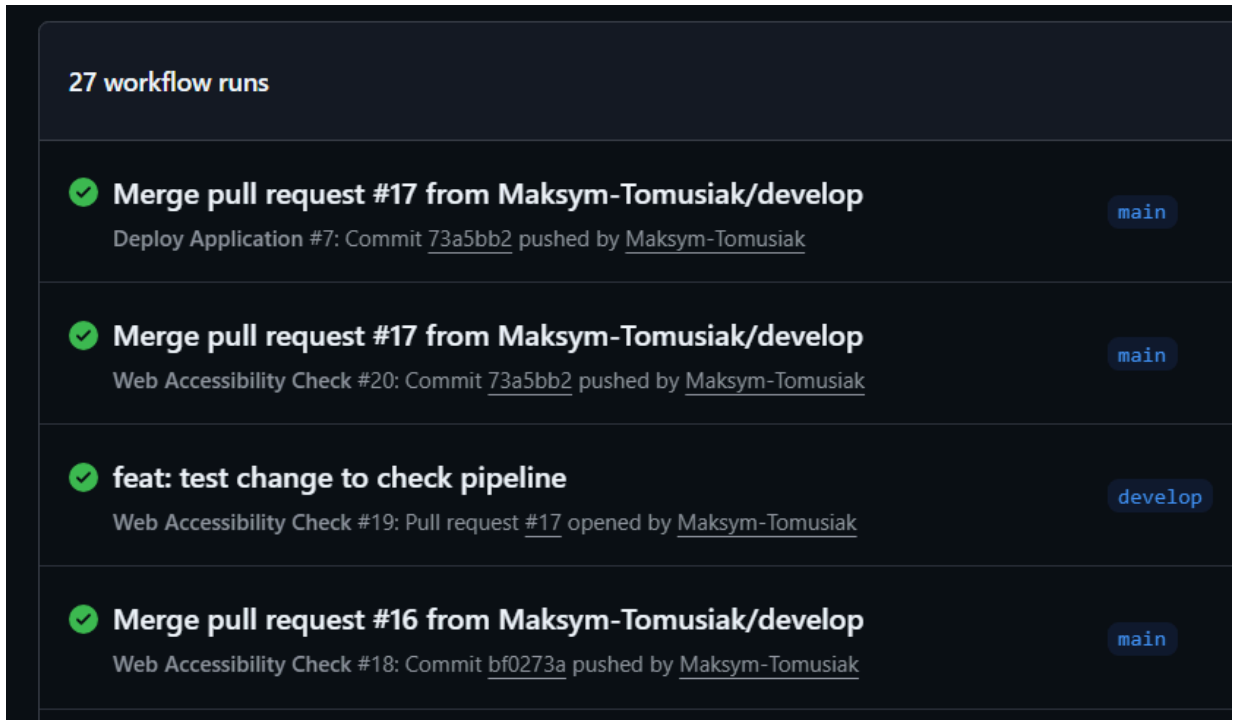 27 workflow runs
Merge pull request #17 from Maksym-Tomusiak/develop
main
Deploy Application #7: Commit 73a5bb2 pushed by Maksym-Tomusiak
Merge pull request #17 from Maksym-Tomusiak/develop
main
Web Accessibility Check #20: Commit 73a5bb2 pushed by Maksym-Tomusiak
feat: test change to check pipeline
develop
Web Accessibility Check #19: Pull request #17 opened by Maksym-Tomusiak
Merge pull request #16 from Maksym-Tomusiak/develop
main
Web Accessibility Check #18: Commit bf0273a pushed by Maksym-Tomusiak